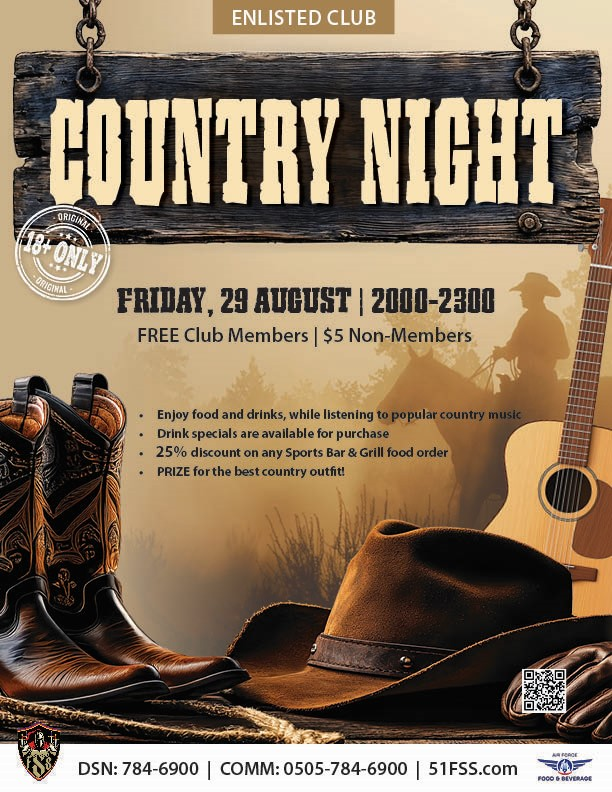 ENLISTED CLUB
COUNTRY NIGHT
ORIGINAL
18+ ONLY
ORIGINAL
FRIDAY, 29 AUGUST | 2000-2300
FREE Club Members | $5 Non-Members
• Enjoy food and drinks, while listening to popular country music
• Drink specials are available for purchase
• 25% discount on any Sports Bar & Grill food order
• PRIZE for the best country outfit!
DSN: 784-6900 | COMM: 0505-784-6900 | 51FSS.com
AIR FORCE
FOOD & BEVERAGE